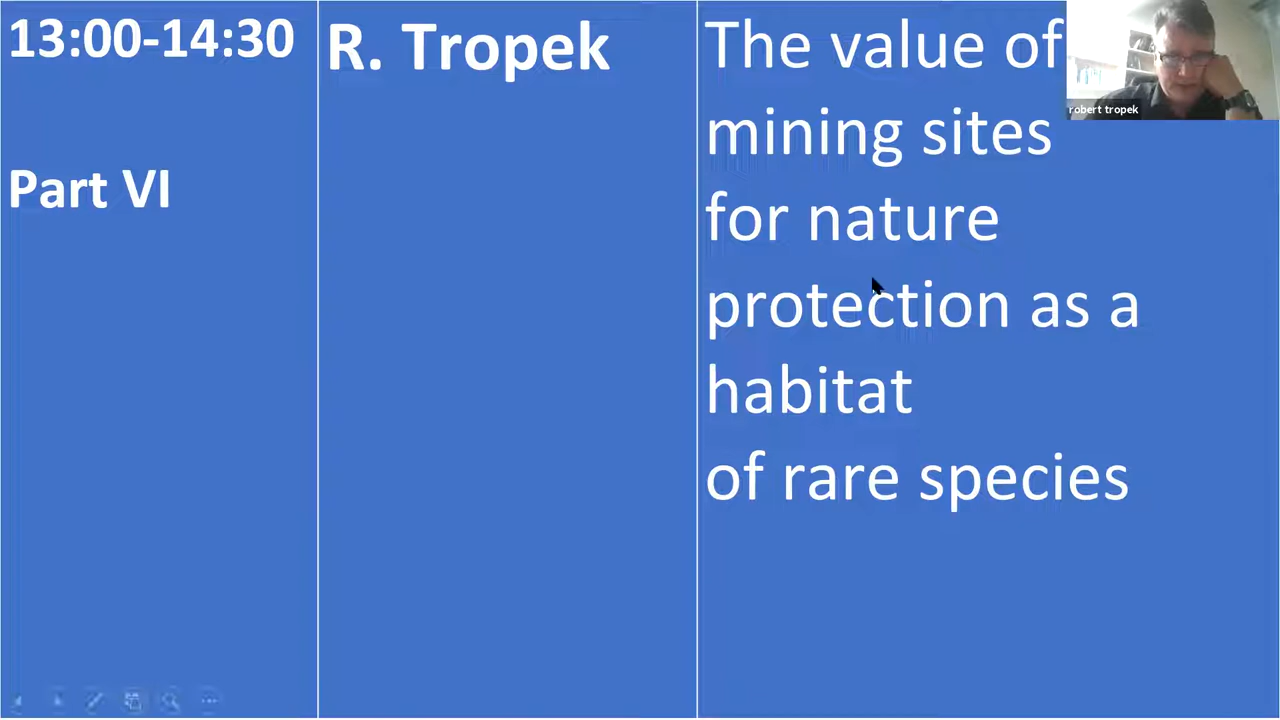 13:00-14:30
Part VI
R. Tropek
The value of
mining sites
for nature
protection as a
habitat
of rare species
robert tropek